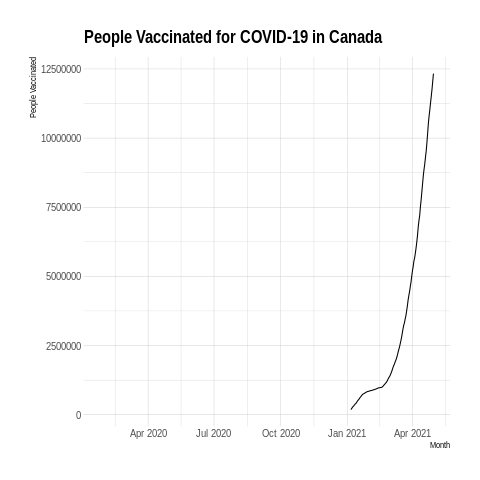 People Vaccinated for COVID-19 in Canada
People Vaccinated
12500000
10000000
7500000
5000000
2500000
0
Apr 2020 Jul 2020 Oct 2020 Jan 2021 Apr 2021
Month